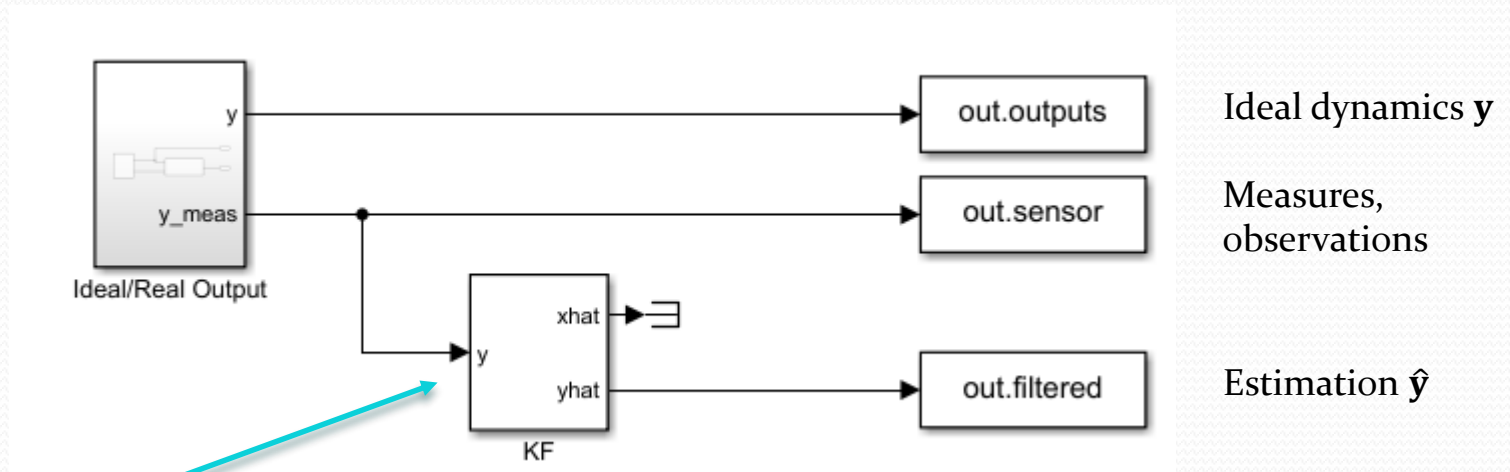 y
out.outputs
Ideal dynamics y
y_meas
out.sensor
Measures,
observations
Ideal/Real Output
xhat
y
yhat
out.filtered
Estimation ŷ
KF